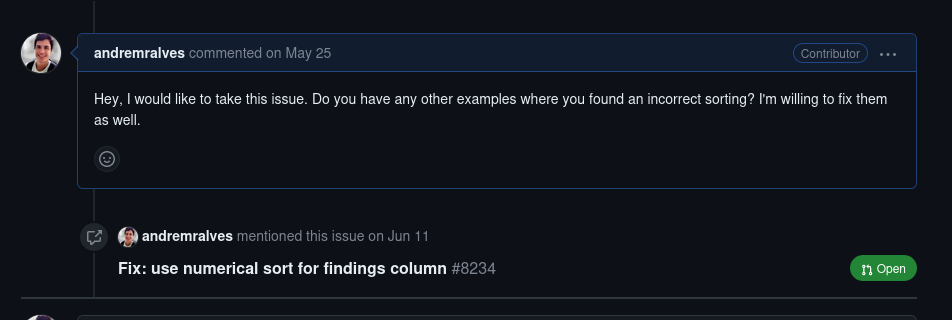 andremralves commented on May 25
Contributor
Hey, I would like to take this issue. Do you have any other examples where you found an incorrect sorting? I'm willing to fix them
as well.
andremralves mentioned this issue on Jun 11
Fix: use numerical sort for findings column #8234
Open